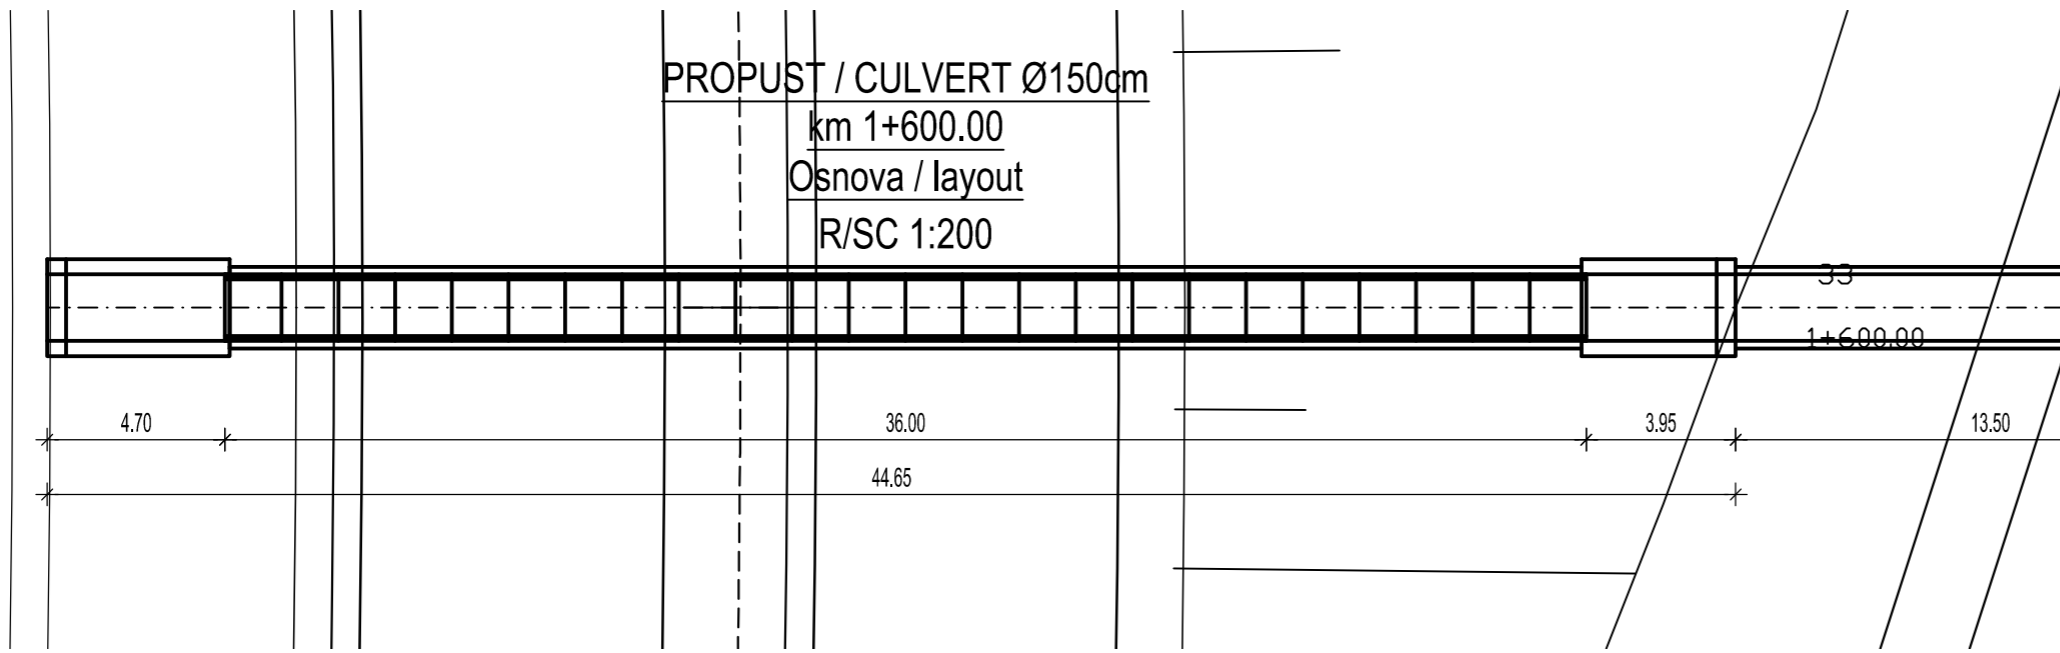 PROPUST / CULVERT Ø150cm
km 1+600.00
Osnova / layout
R/SC 1:200
33
1+600.00
4.70
36.00
3.95
13.50
44.65